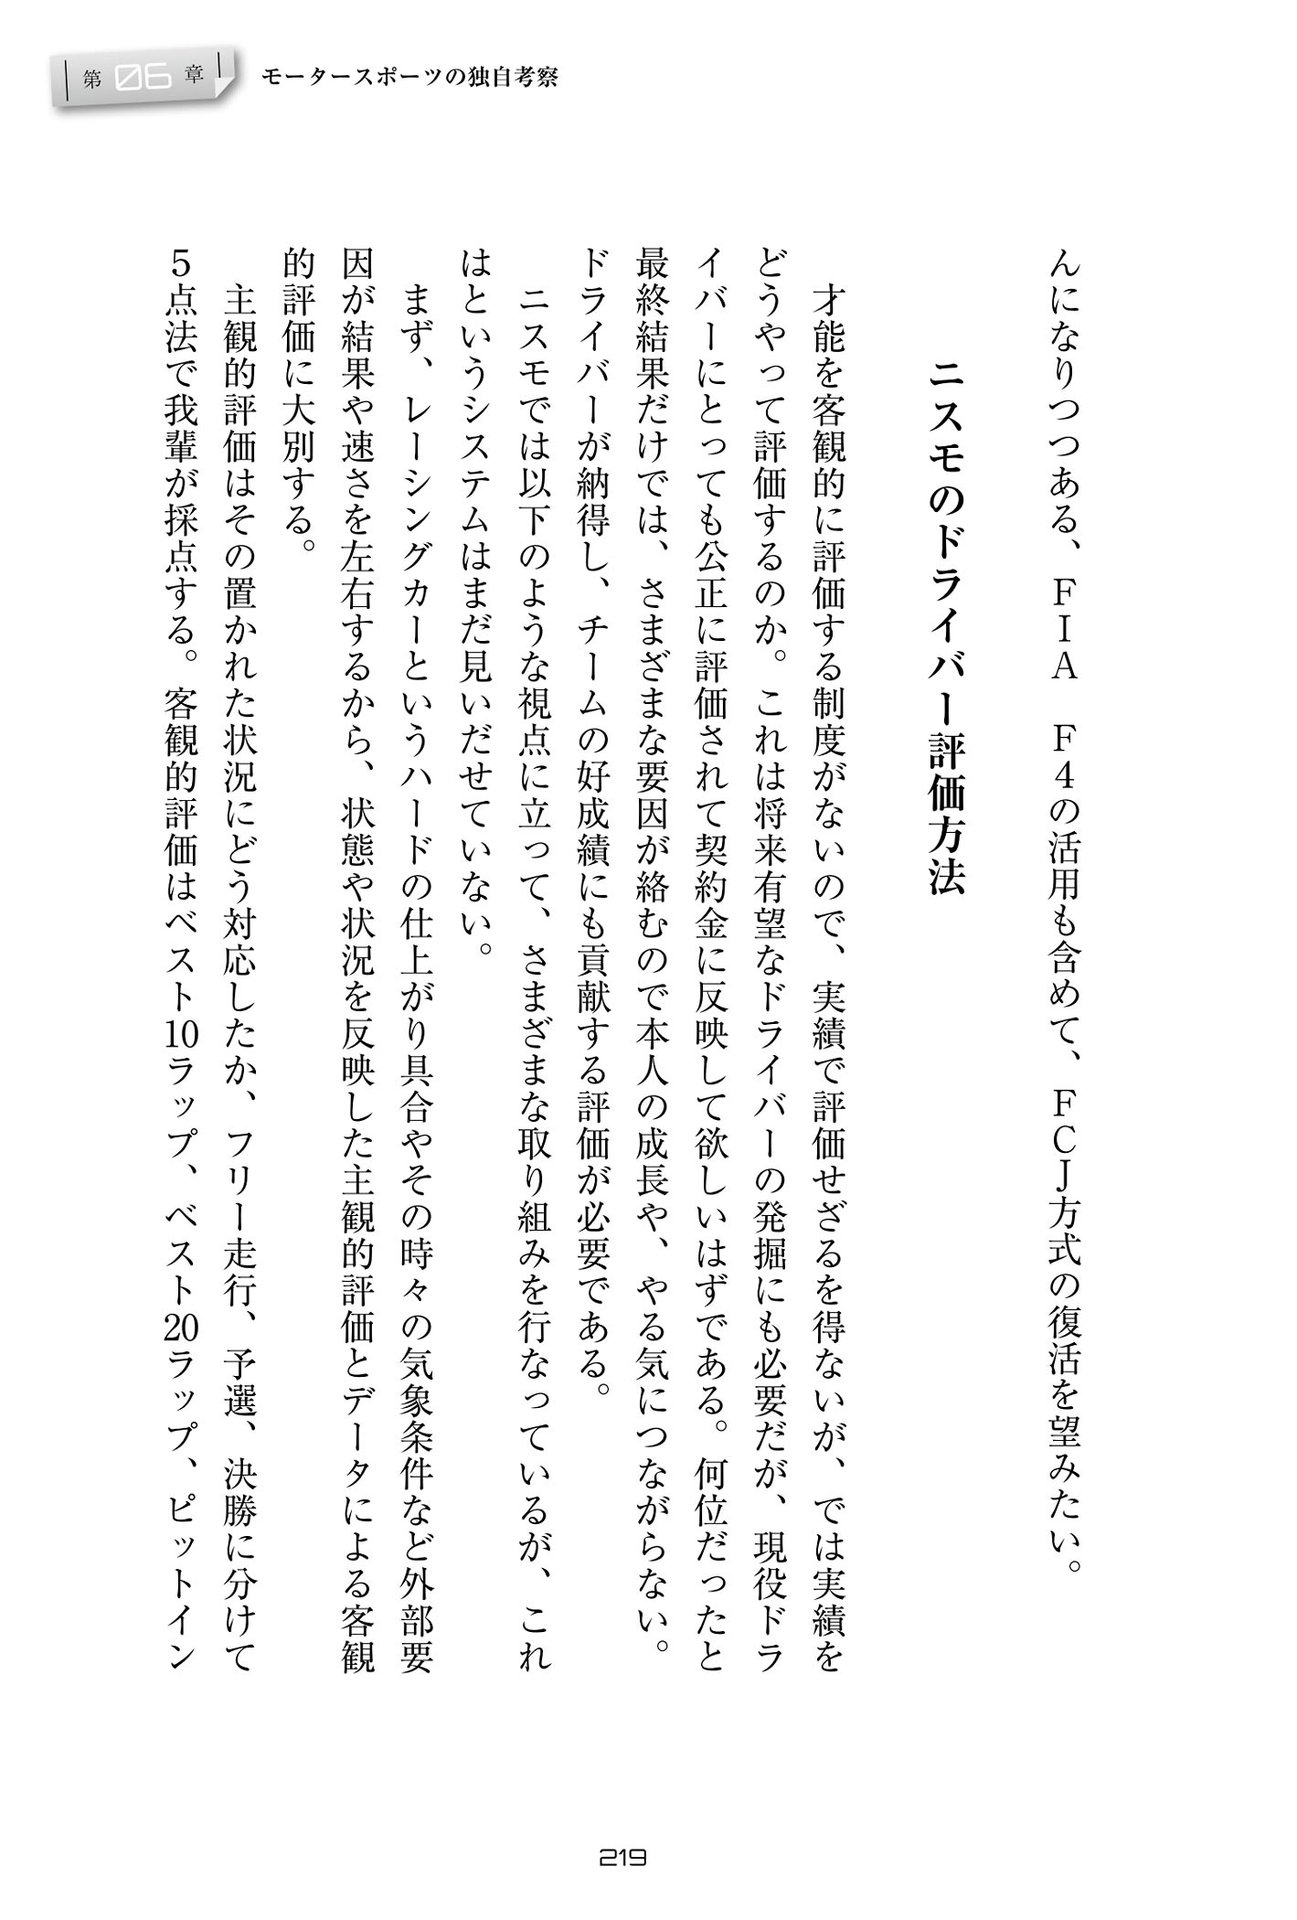 第06章 モータースポーツの独自考察
んになりつつある、ＦＩＡ　Ｆ４の活用も含めて、ＦＣＪ方式の復活を望みたい。
ニスモのドライバー評価方法
　才能を客観的に評価する制度がないので、実績で評価せざるを得ないが、では実績を
どうやって評価するのか。これは将来有望なドライバーの発掘にも必要だが、現役ドラ
イバーにとっても公正に評価されて契約金に反映して欲しいはずである。何位だったと
最終結果だけでは、さまざまな要因が絡むので本人の成長や、やる気につながらない。
ドライバーが納得し、チームの好成績にも貢献する評価が必要である。
　ニスモでは以下のような視点に立って、さまざまな取り組みを行なっているが、これ
はというシステムはまだ見いだせていない。
　まず、レーシングカーというハードの仕上がり具合やその時々の気象条件など外部要
因が結果や速さを左右するから、状態や状況を反映した主観的評価とデータによる客観
的評価に大別する。
　主観的評価はその置かれた状況にどう対応したか、フリー走行、予選、決勝に分けて
５点法で我輩が採点する。客観的評価はベスト10ラップ、ベスト20ラップ、ピットイン
219